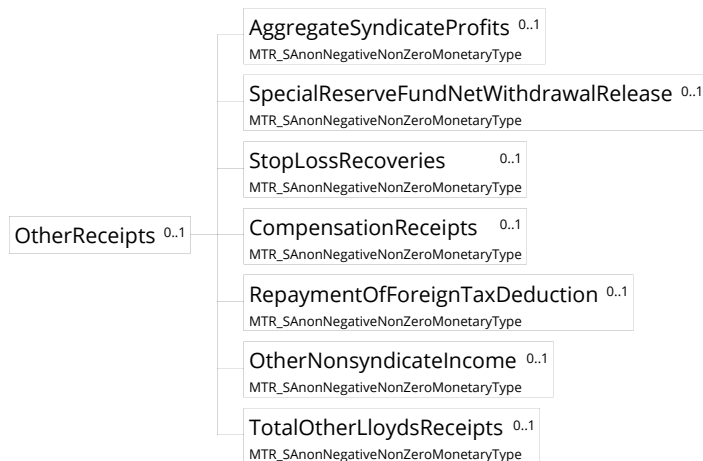 OtherReceipts 0..1
AggregateSyndicateProfits 0..1
MTR_SAnonNegativeNonZeroMonetaryType
SpecialReserveFundNetWithdrawalRelease 0..1
MTR_SAnonNegativeNonZeroMonetaryType
StopLossRecoveries 0..1
MTR_SAnonNegativeNonZeroMonetaryType
CompensationReceipts 0..1
MTR_SAnonNegativeNonZeroMonetaryType
RepaymentOfForeignTaxDeduction 0..1
MTR_SAnonNegativeNonZeroMonetaryType
OtherNonsyndicateIncome 0..1
MTR_SAnonNegativeNonZeroMonetaryType
TotalOtherLloydsReceipts 0..1
MTR_SAnonNegativeNonZeroMonetaryType